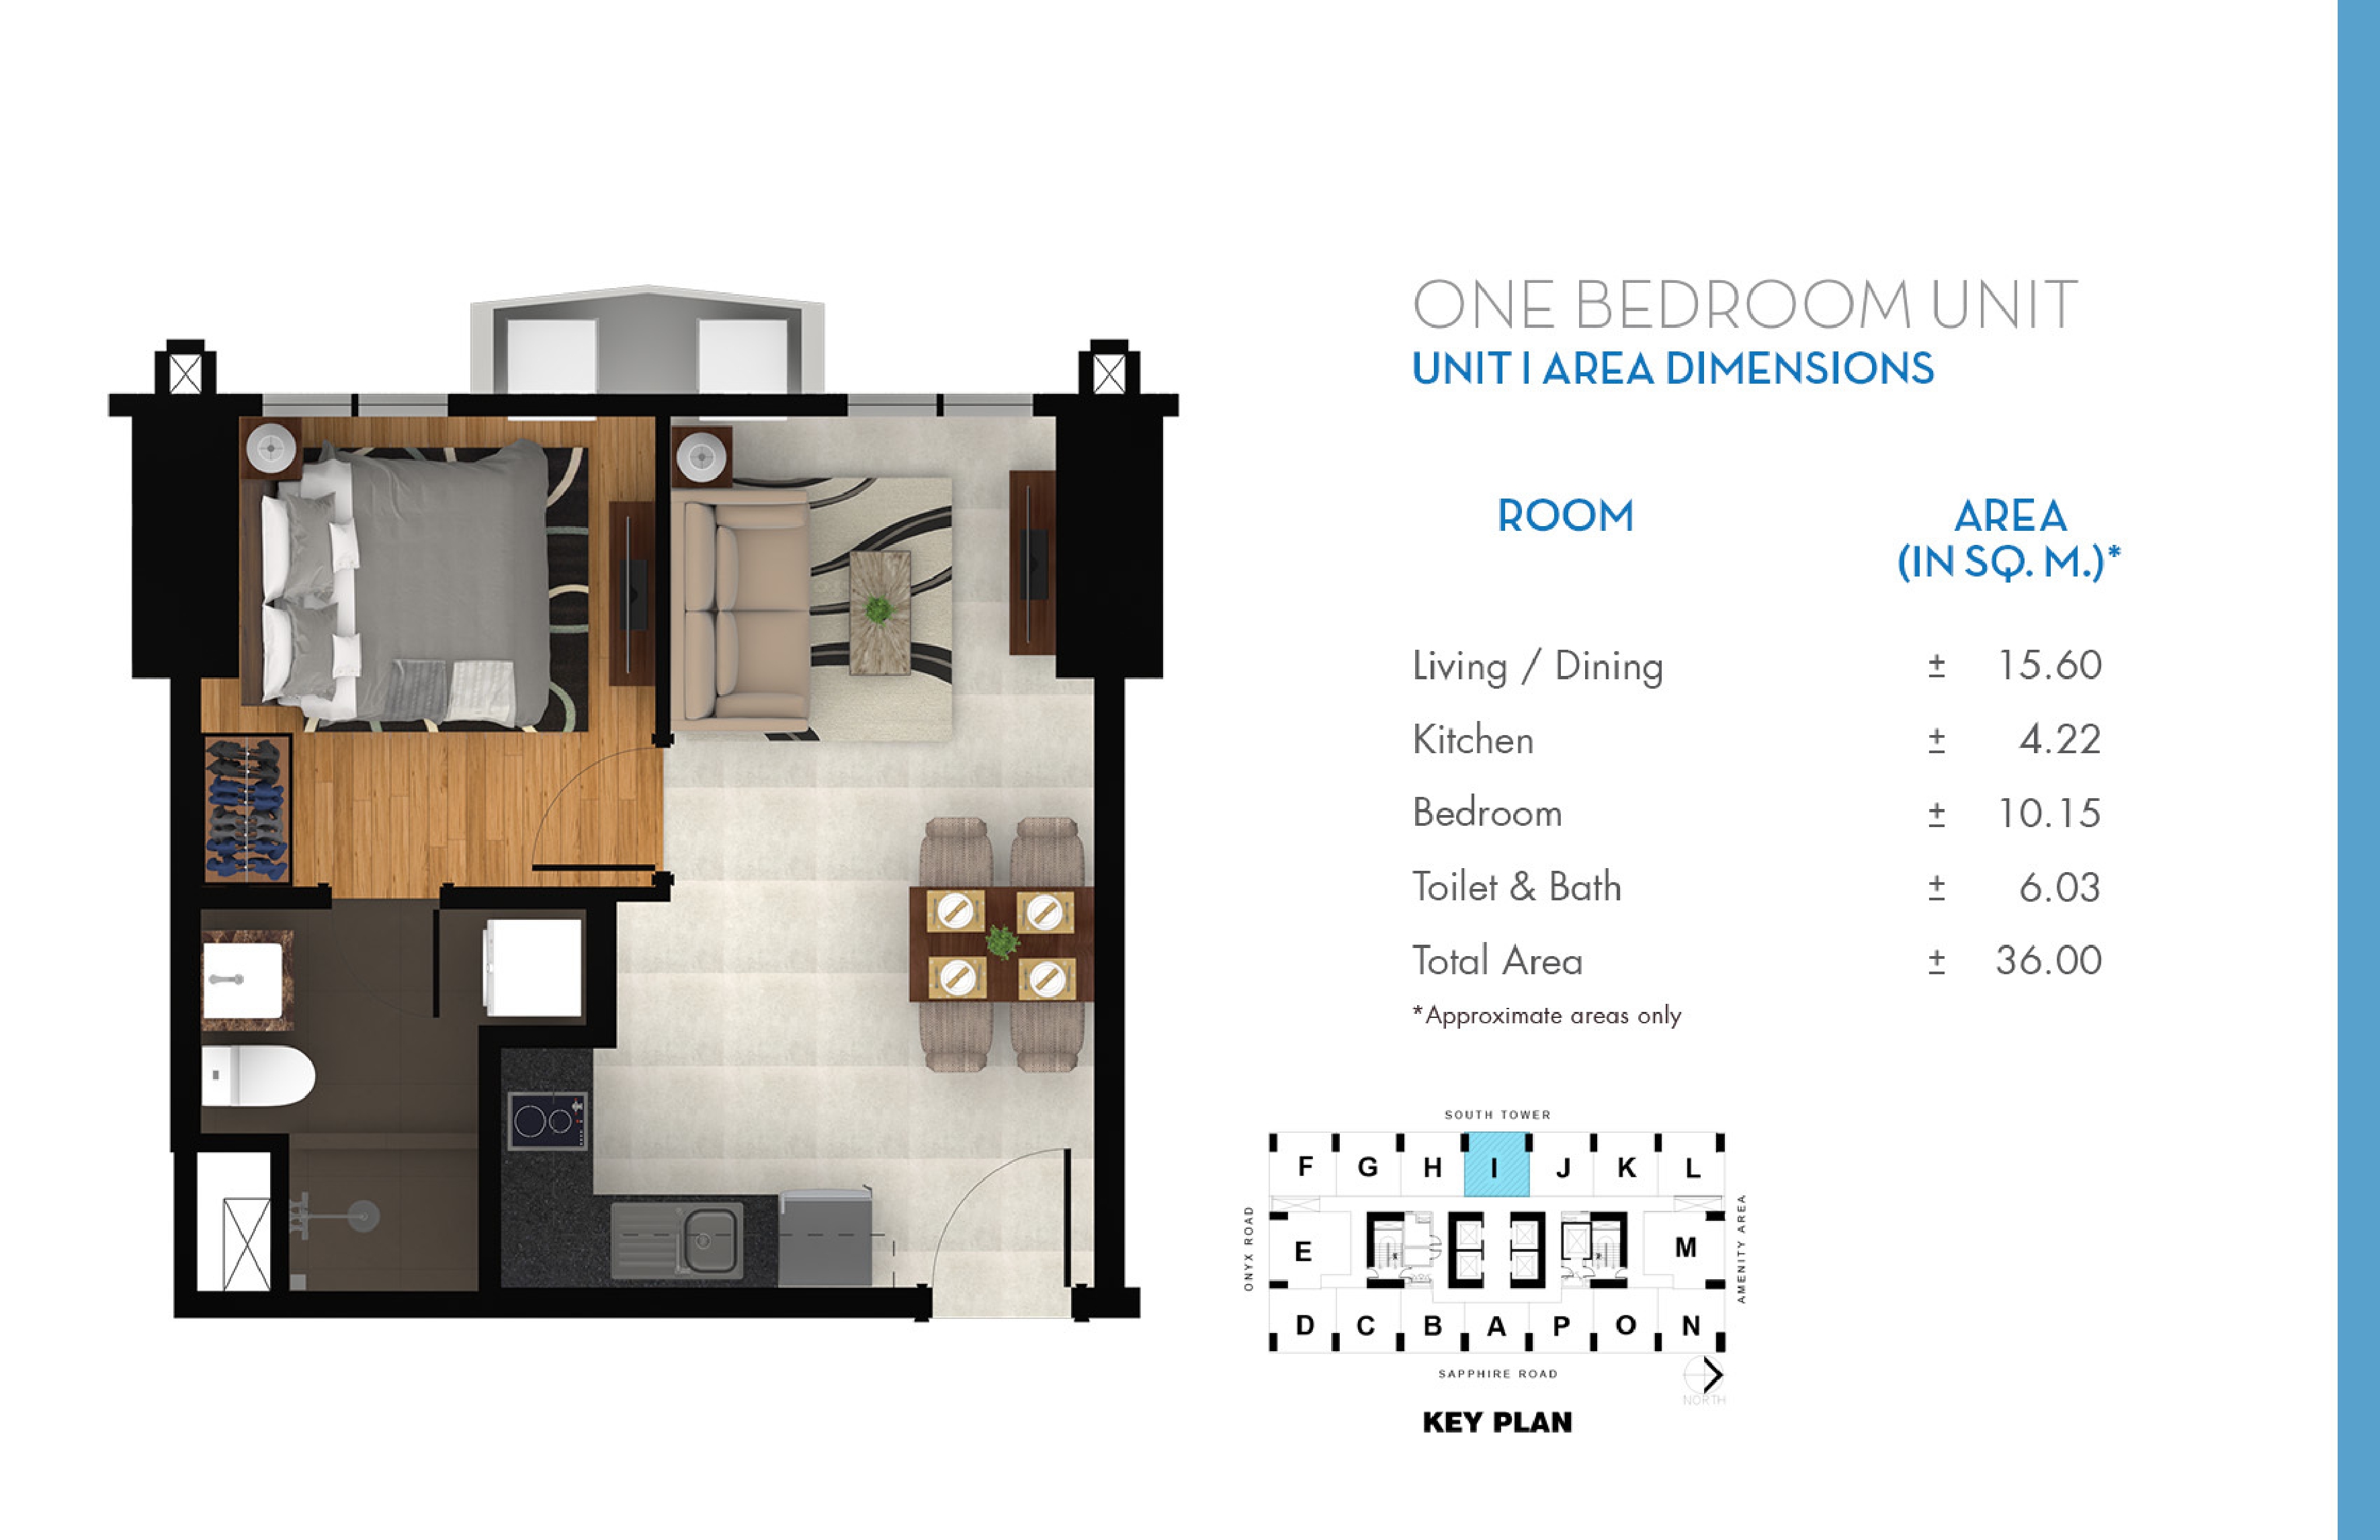 ONE BEDROOM UNIT
UNIT I AREA DIMENSIONS
ROOM
AREA
(IN SQ. M.)*
Living / Dining ± 15.60
Kitchen ± 4.22
Bedroom ± 10.15
Toilet & Bath ± 6.03
Total Area ± 36.00
*Approximate areas only
SOUTH TOWER
F G H I J K L
ONYX ROAD
E
M
AMENITY AREA
D C B A P O N
SAPPHIRE ROAD
NORTH
KEY PLAN